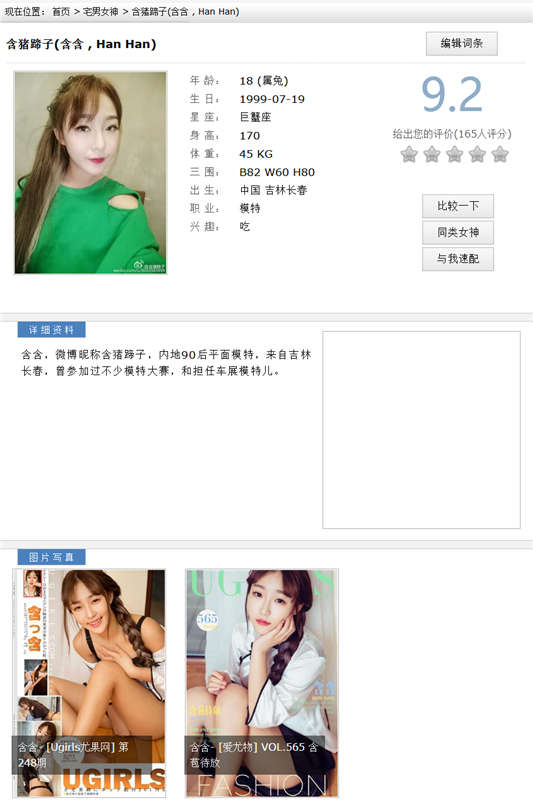 现在位置： 首页 > 宅男女神 > 含猪蹄子(含含 , Han Han)
含猪蹄子(含含 , Han Han)
编辑词条
年 龄： 18 (属兔)
生 日： 1999-07-19
星 座： 巨蟹座
身 高： 170
体 重： 45 KG
三 围： B82 W60 H80
出 生： 中国 吉林长春
职 业： 模特
兴 趣： 吃
9.2
给出您的评价(165人评分)
比较一下
同类女神
与我速配
详细资料
含含，微博昵称含猪蹄子，内地90后平面模特，来自吉林
长春，曾参加过不少模特大赛，和担任车展模特儿。
图片写真
含っ含
含含- [Ugirls尤果网] 第
248期
UGIRLS
UGIRLS
565
含含- [爱尤物] VOL.565 含
苞待放
FASHION